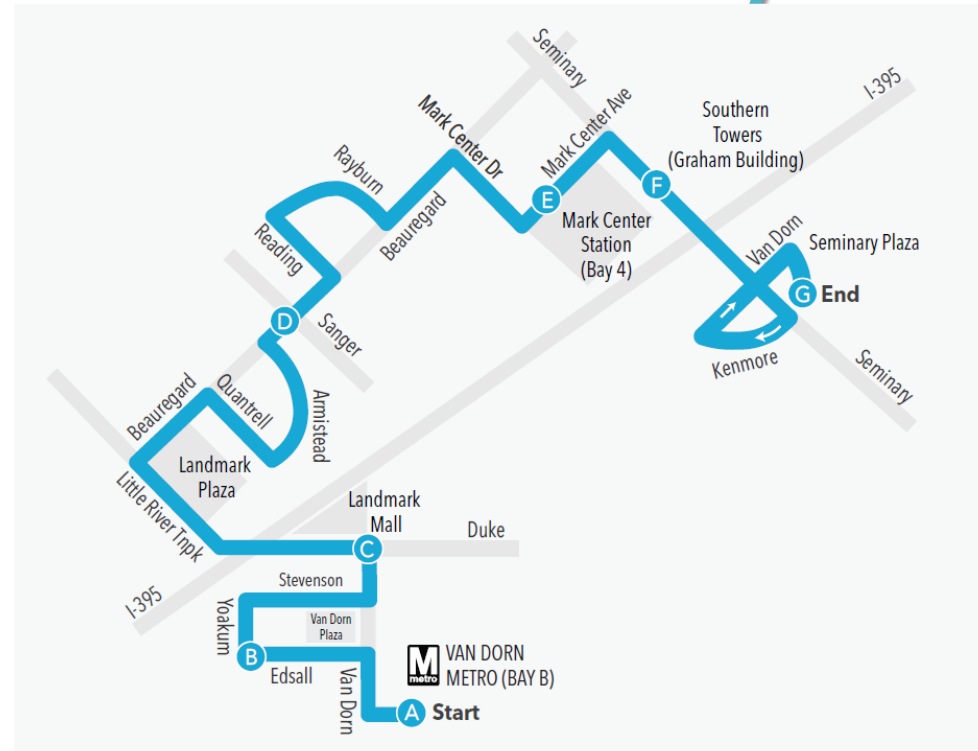 Seminary
I-395
Mark Center Dr
Mark Center Ave
Southern
Towers
(Graham Building)
F
Rayburn
E
Mark Center
Station
(Bay 4)
Beauregard
Reading
Van Dorn
Seminary Plaza
G End
Kenmore
Seminary
D
Sanger
Beauregard
Quantrell
Armistead
Landmark
Plaza
Little River Tnpk
Landmark
Mall
Duke
C
I-395
Stevenson
Yoakum
Van Dorn
Plaza
B
Edsall
Van Dorn
M
metro
VAN DORN
METRO (BAY B)
A Start